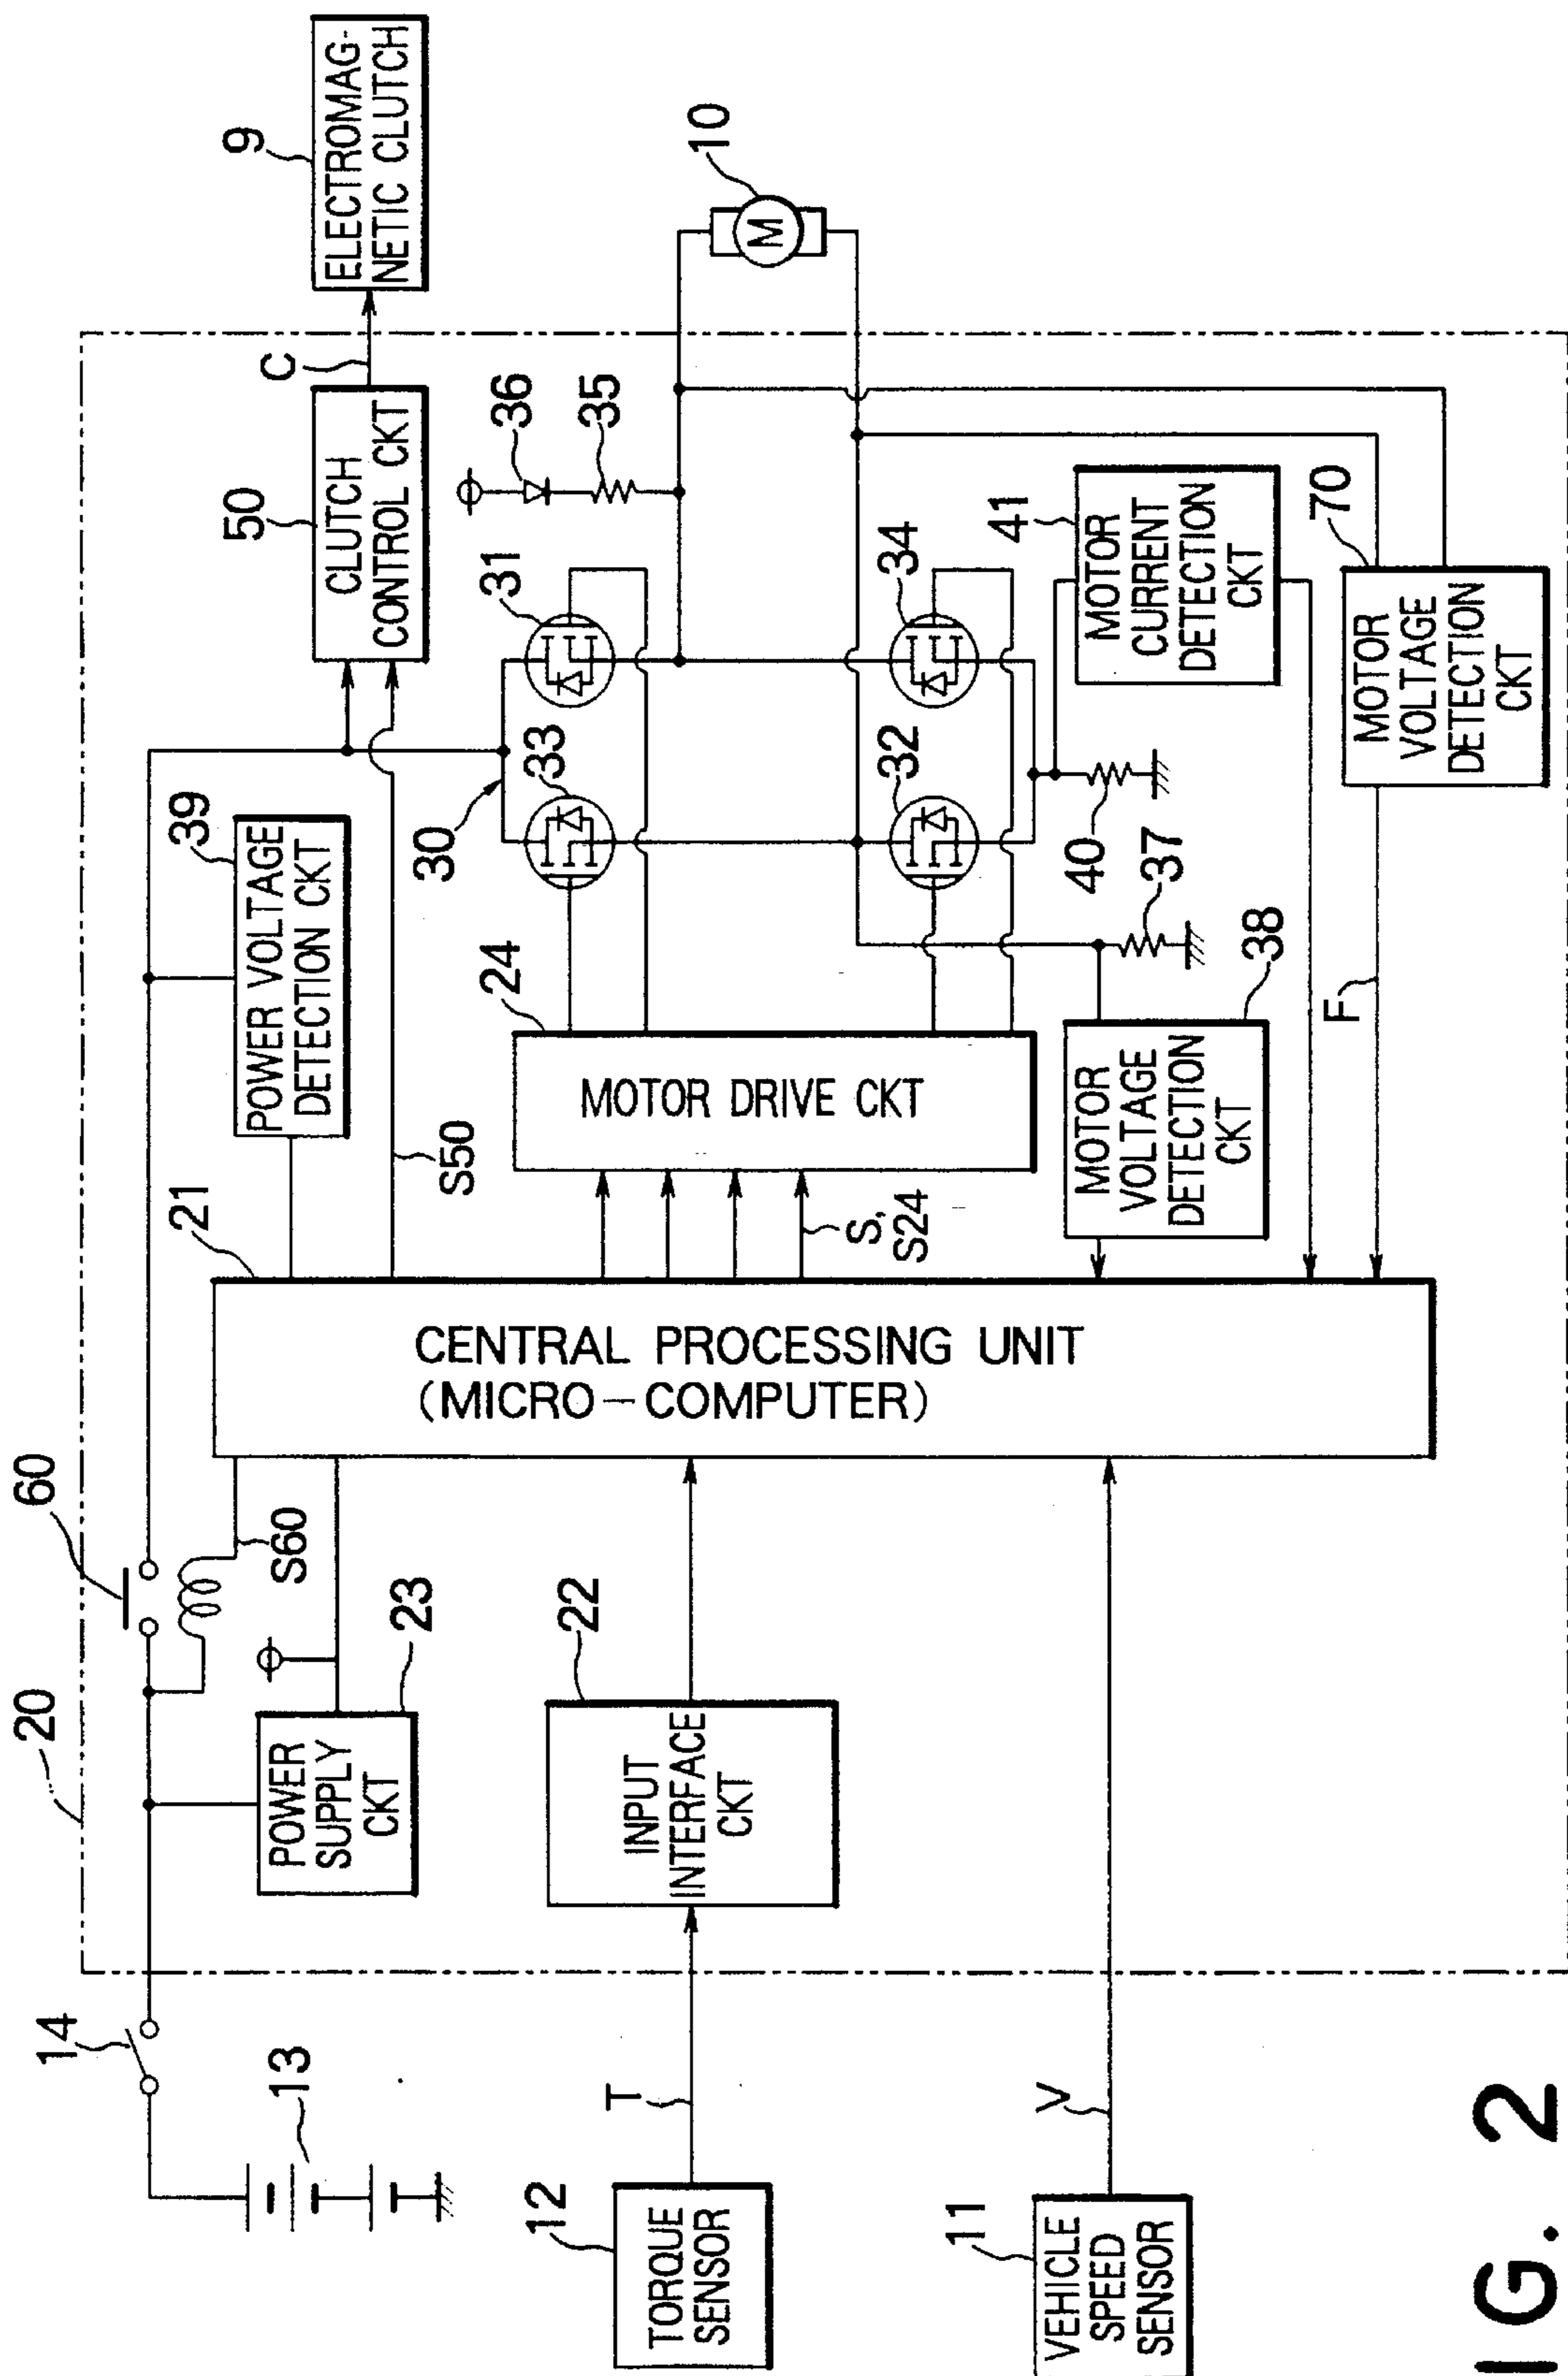 60
20
14
13
S60
23
POWER
SUPPLY
CKT
21
39
POWER VOLTAGE
DETECTION CKT
S50
50
CLUTCH
CONTROL CKT
C
9
ELECTROMAG-
NETIC CLUTCH
12
TORQUE
SENSOR
T
22
INPUT
INTERFACE
CKT
CENTRAL PROCESSING UNIT
(MICRO-COMPUTER)
S,
S24
24
MOTOR DRIVE CKT
30
33
31
36
35
10
M
32
34
40
37
38
MOTOR
VOLTAGE
DETECTION
CKT
41
MOTOR
CURRENT
DETECTION
CKT
70
MOTOR
VOLTAGE
DETECTION
CKT
F
11
VEHICLE
SPEED
SENSOR
V
IG. 2